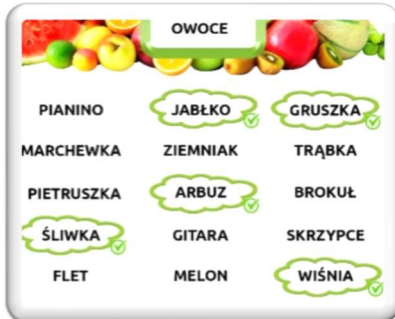 OWOCE
PIANINO JABŁKO GRUSZKA
MARCHEWKA ZIEMNIAK TRĄBKA
PIETRUSZKA ARBUZ BROKUŁ
ŚLIWKA GITARA SKRZYPCE
FLET MELON WIŚNIA